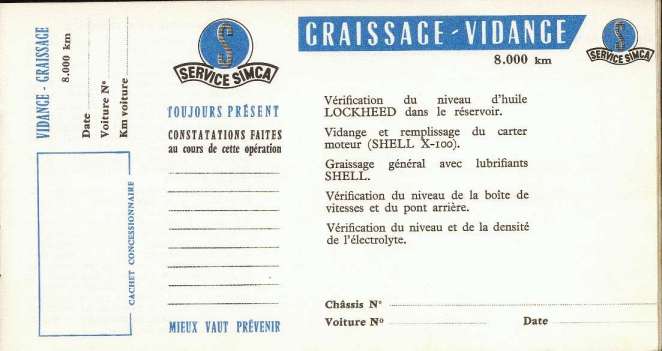 VIDANGE - GRAISSAGE
8.000 km
Date
Voiture N°
Km voiture
CACHET CONCESSIONNAIRE
S
SERVICE SIMCA
TOUJOURS PRÉSENT
CONSTATATIONS FAITES
au cours de cette opération
MIEUX VAUT PRÉVENIR
GRAISSAGE - VIDANGE
8.000 km
S
SERVICE SIMCA
Vérification du niveau d'huile
LOCKHEED dans le réservoir.
Vidange et remplissage du carter
moteur (SHELL X-100).
Graissage général avec lubrifiants
SHELL.
Vérification du niveau de la boîte de
vitesses et du pont arrière.
Vérification du niveau et de la densité
de l'électrolyte.
Châssis N°
Voiture N° Date